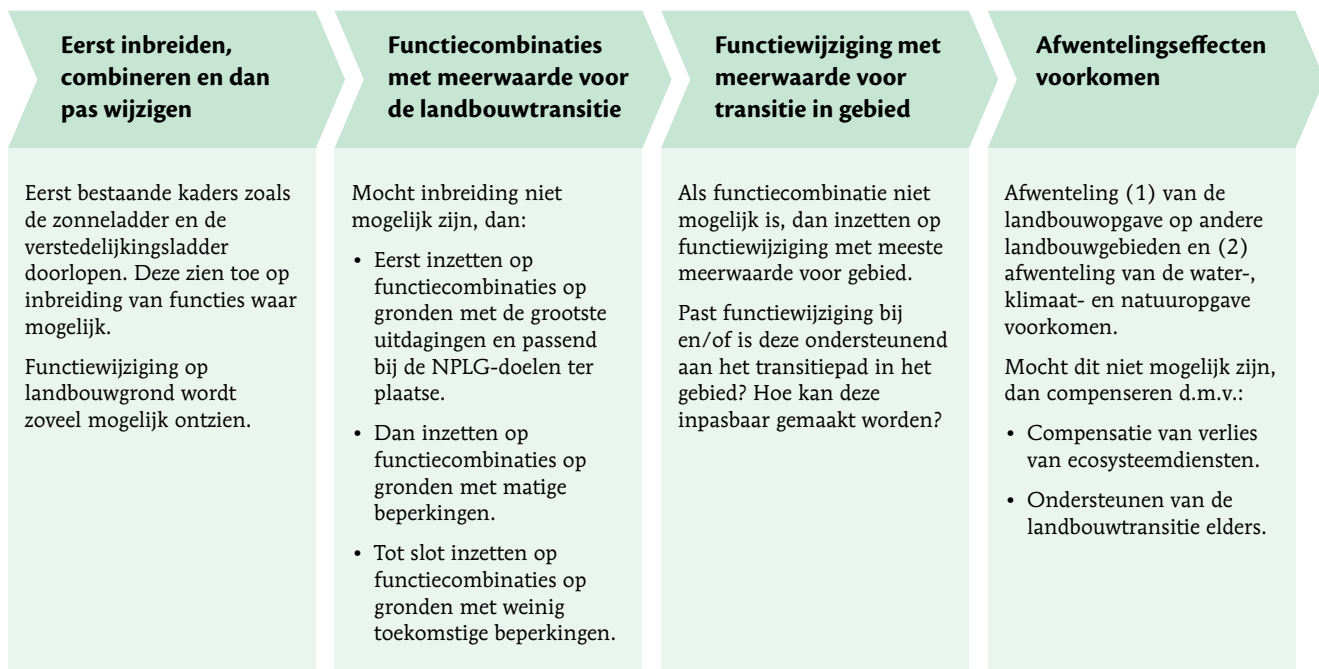 Eerst inbreiden,
combineren en dan
pas wijzigen
Eerst bestaande kaders zoals
de zonneladder en de
verstedelijkingsladder
doorlopen. Deze zien toe op
inbreiding van functies waar
mogelijk.
Functiewijziging op
landbouwgrond wordt
zoveel mogelijk ontzien.
Functiecombinaties
met meerwaarde voor
de landbouwtransitie
Mocht inbreiding niet
mogelijk zijn, dan:
• Eerst inzetten op
functiecombinaties op
gronden met de grootste
uitdagingen en passend
bij de NPLG-doelen ter
plaatse.
• Dan inzetten op
functiecombinaties op
gronden met matige
beperkingen.
• Tot slot inzetten op
functiecombinaties op
gronden met weinig
toekomstige beperkingen.
Functiewijziging met
meerwaarde voor
transitie in gebied
Als functiecombinatie niet
mogelijk is, dan inzetten op
functiewijziging met meeste
meerwaarde voor gebied.
Past functiewijziging bij
en/of is deze ondersteunend
aan het transitiepad in het
gebied? Hoe kan deze
inpasbaar gemaakt worden?
Afwentelingseffecten
voorkomen
Afwenteling (1) van de
landbouwopgave op andere
landbouwgebieden en (2)
afwenteling van de water-,
klimaat- en natuuropgave
voorkomen.
Mocht dit niet mogelijk zijn,
dan compenseren d.m.v.:
• Compensatie van verlies
van ecosysteemdiensten.
• Ondersteunen van de
landbouwtransitie elders.